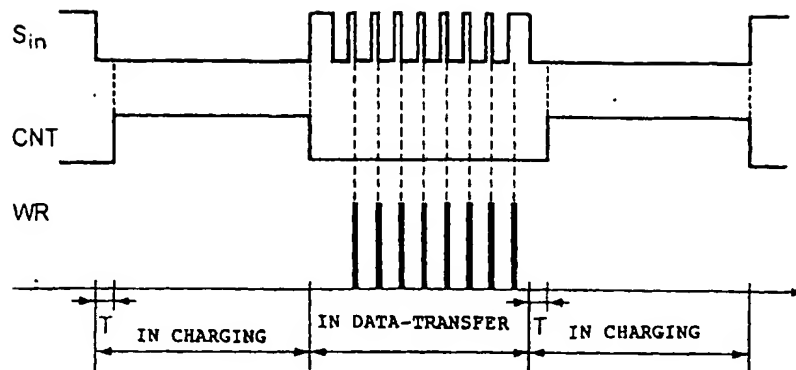 Sin
CNT
WR
T
IN CHARGING
IN DATA-TRANSFER
T
IN CHARGING